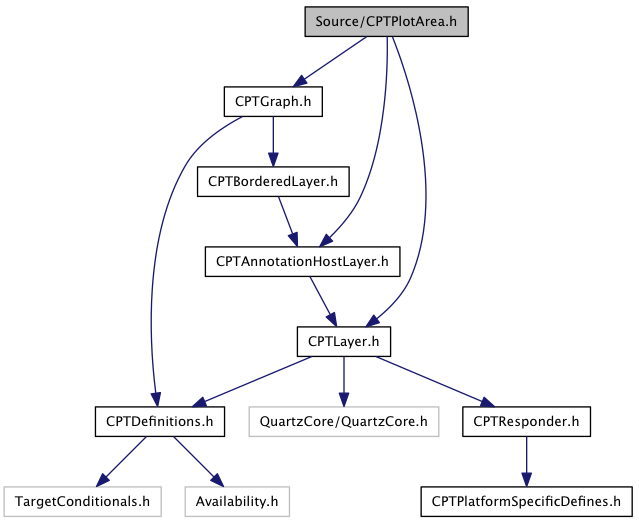 Source/CPTPlotArea.h
CPTGraph.h
CPTBorderedLayer.h
CPTAnnotationHostLayer.h
CPTLayer.h
CPTDefinitions.h
QuartzCore/QuartzCore.h
CPTResponder.h
TargetConditionals.h
Availability.h
CPTPlatformSpecificDefines.h